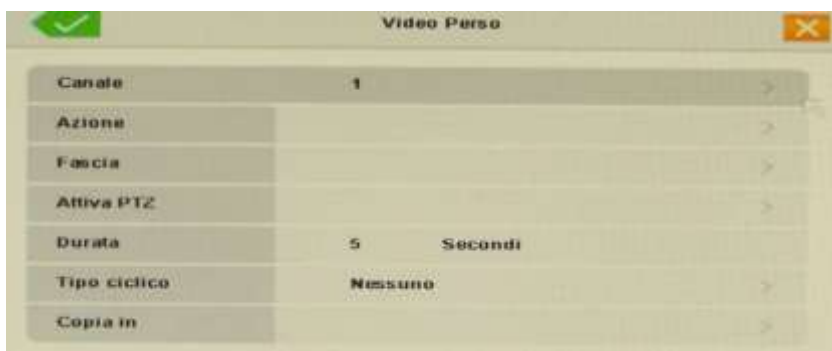 Video Perso
Canale 1
Azione
Fascia
Attiva PTZ
Durata 5 Secondi
Tipo ciclico Nessuno
Copia in